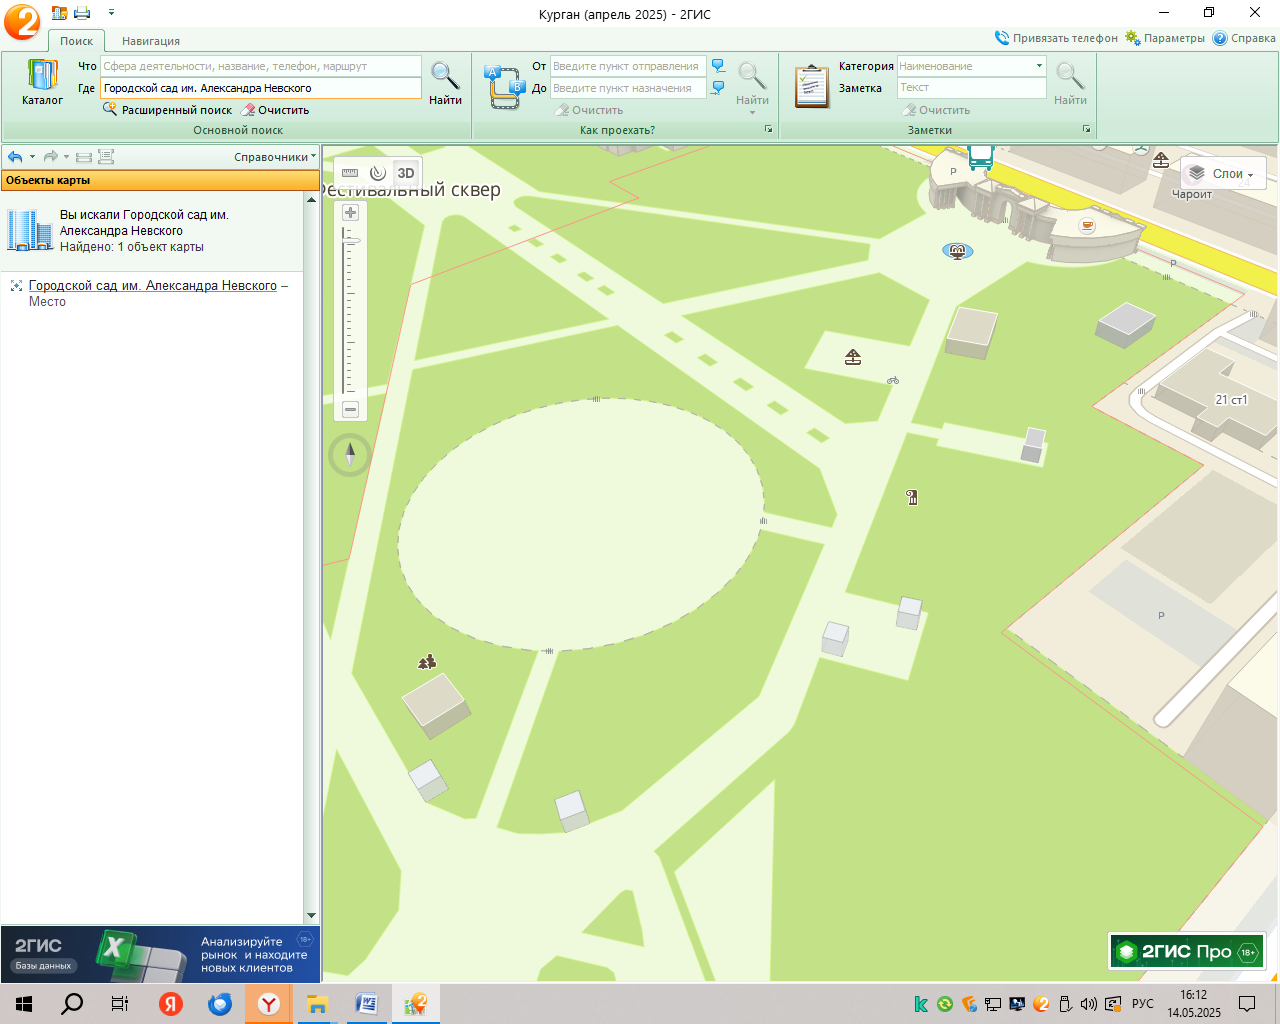 Курган (апрель 2025) - 2ГИС
Поиск
Навигация
Привязать телефон
Параметры
Справка
Каталог
Что
Сфера деятельности, название, телефон, маршрут
Где
Городской сад им. Александра Невского
Расширенный поиск
Очистить
Найти
Основной поиск
От
Введите пункт отправления
До
Введите пункт назначения
Очистить
Найти
Как проехать?
Категория
Наименование
Заметка
Текст
Очистить
Найти
Заметки
Справочники
Объекты карты
Вы искали Городской сад им.
Александра Невского
Найдено: 1 объект карты
Городской сад им. Александра Невского –
Место
3D
Фестивальный сквер
Слои
Чароит
P
P
21 ст1
P
2ГИС
Базы данных
Анализируйте
рынок и находите
новых клиентов
18+
2ГИС Про
18+
РУС
16:12
14.05.2025